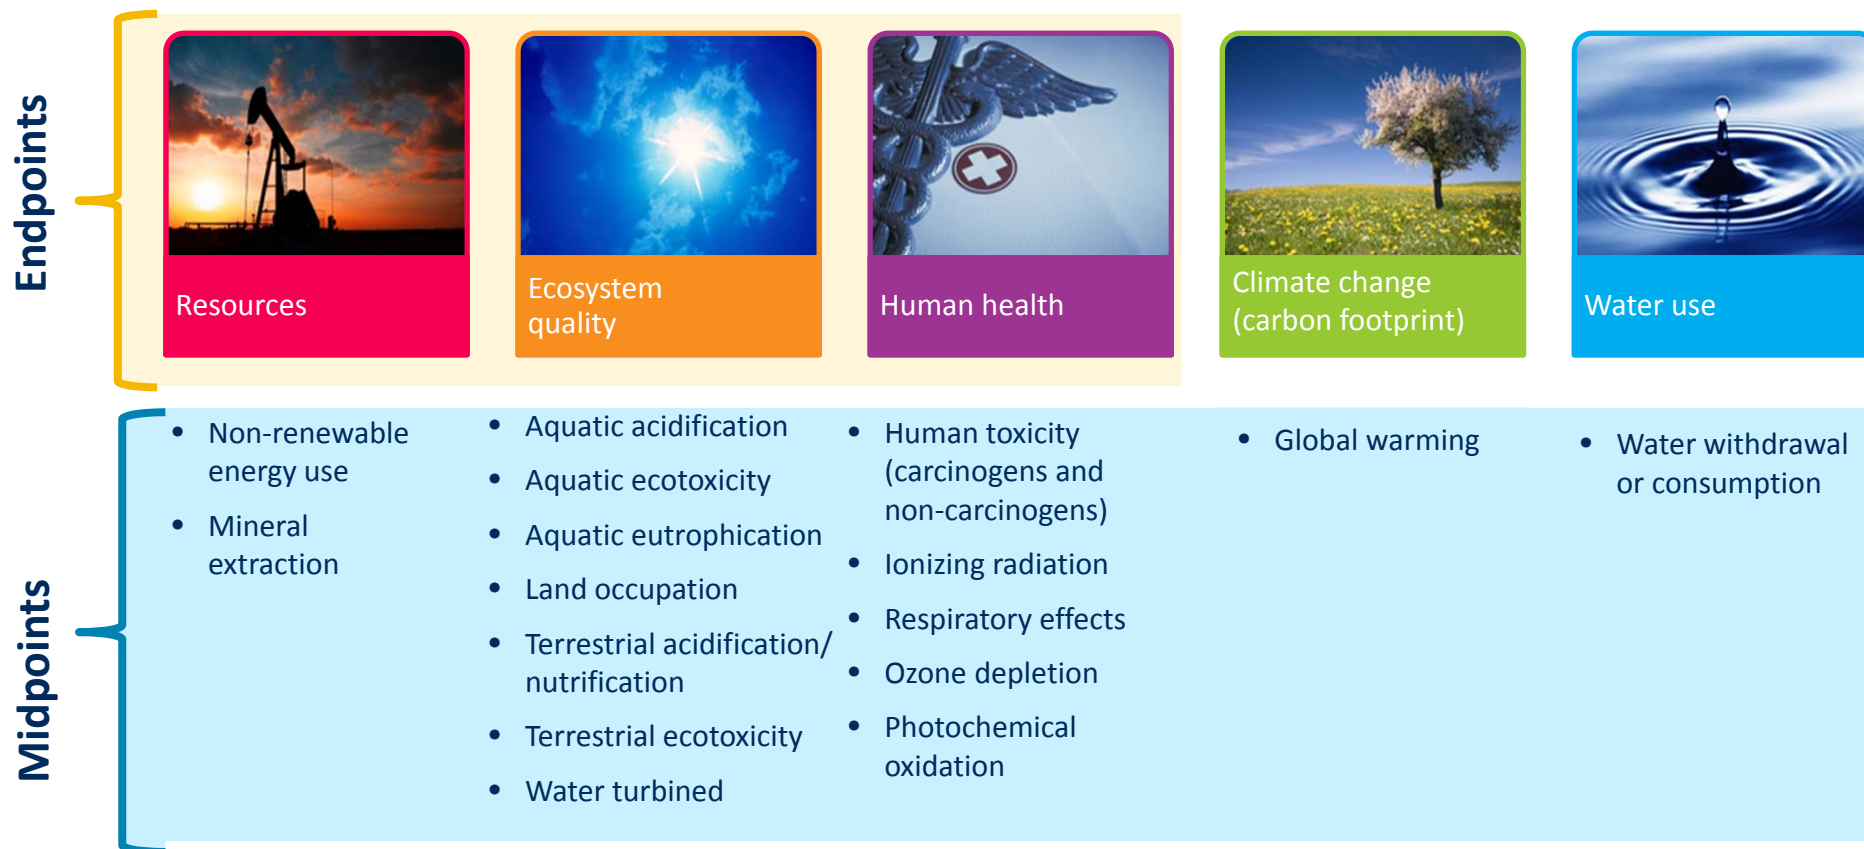 Endpoints
Resources
Ecosystem
quality
Human health
Climate change
(carbon footprint)
Water use
Midpoints
• Non-renewable
energy use
• Mineral
extraction
• Aquatic acidification
• Aquatic ecotoxicity
• Aquatic eutrophication
• Land occupation
• Terrestrial acidification/
nutrification
• Terrestrial ecotoxicity
• Water turbined
• Human toxicity
(carcinogens and
non-carcinogens)
• Ionizing radiation
• Respiratory effects
• Ozone depletion
• Photochemical
oxidation
• Global warming
• Water withdrawal
or consumption